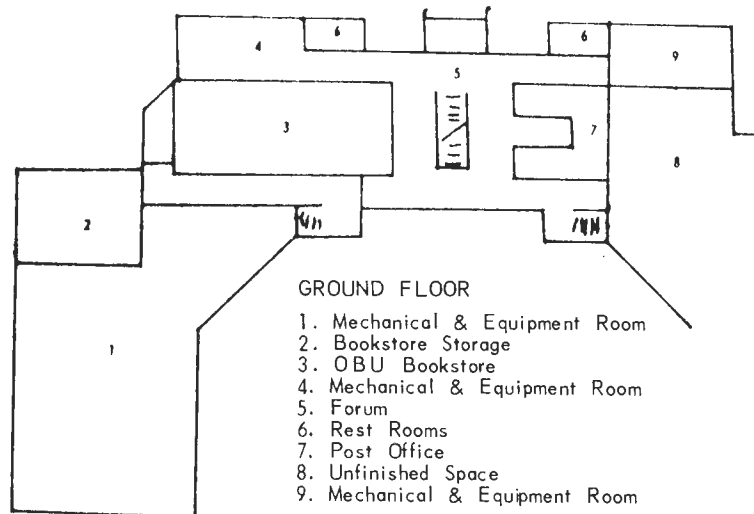 4
6
6
9
5
3
7
8
2
1
GROUND FLOOR
1. Mechanical & Equipment Room
2. Bookstore Storage
3. OBU Bookstore
4. Mechanical & Equipment Room
5. Forum
6. Rest Rooms
7. Post Office
8. Unfinished Space
9. Mechanical & Equipment Room